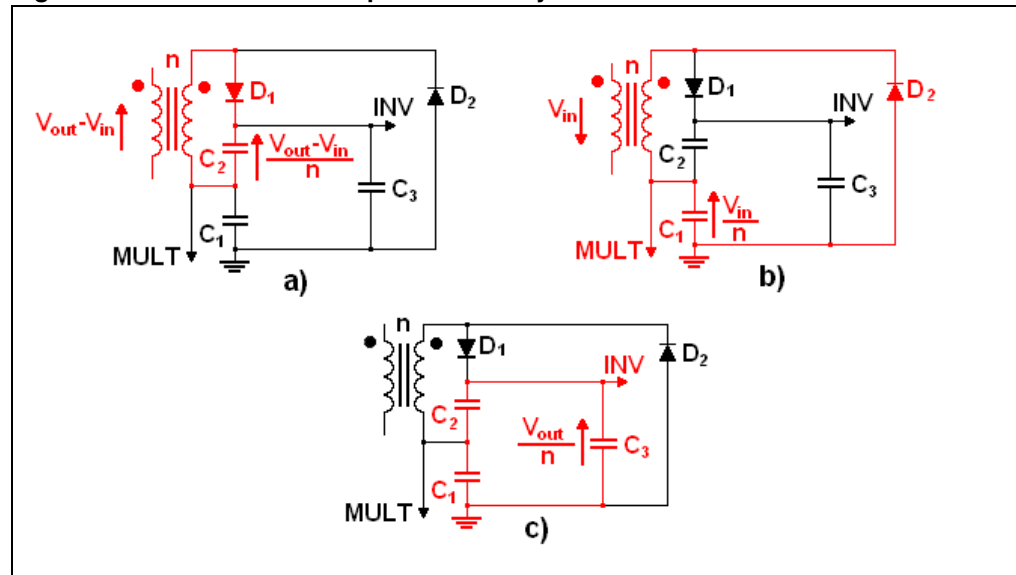 n
D1
INV
D2
Vout-Vin
C2
Vout-Vin
n
C3
C1
MULT
a)
n
D1
INV
D2
Vin
C2
C3
Vin
n
C1
MULT
b)
n
D1
D2
INV
C2
Vout
n
C3
C1
MULT
c)